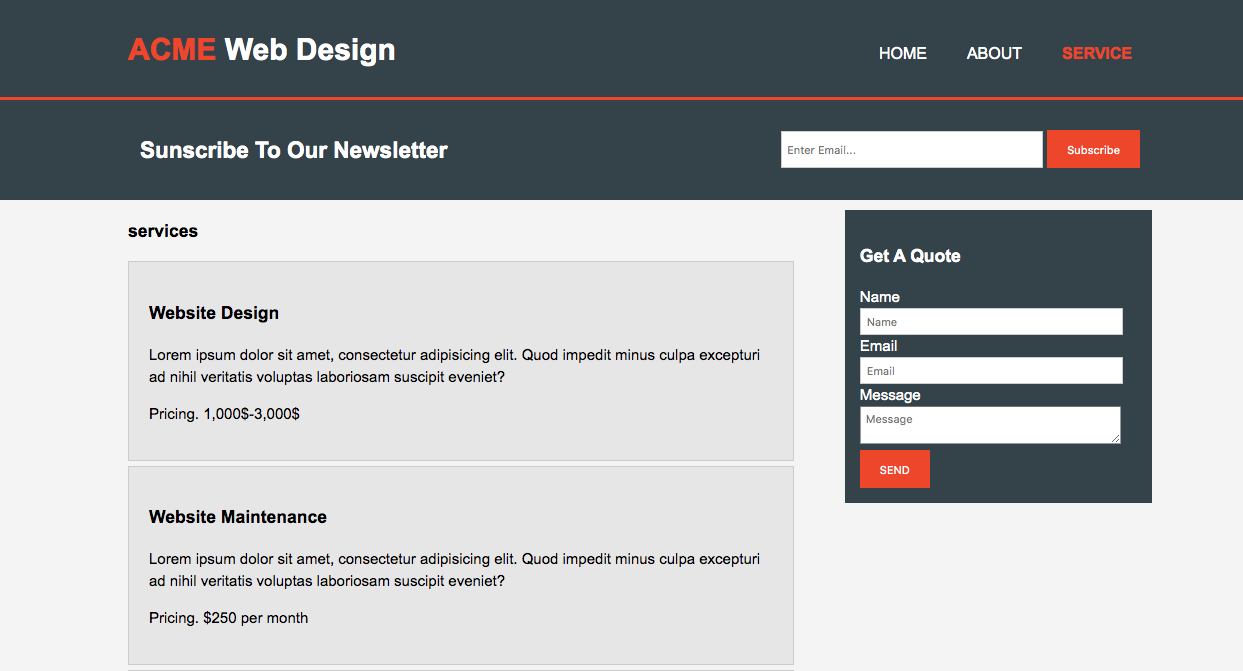 ACME Web Design
HOME ABOUT SERVICE
Sunscribe To Our Newsletter
Enter Email...
Subscribe
services
Website Design
Lorem ipsum dolor sit amet, consectetur adipisicing elit. Quod impedit minus culpa excepturi
ad nihil veritatis voluptas laboriosam suscipit eveniet?
Pricing. 1,000$-3,000$
Website Maintenance
Lorem ipsum dolor sit amet, consectetur adipisicing elit. Quod impedit minus culpa excepturi
ad nihil veritatis voluptas laboriosam suscipit eveniet?
Pricing. $250 per month
Get A Quote
Name
Name
Email
Email
Message
Message
SEND